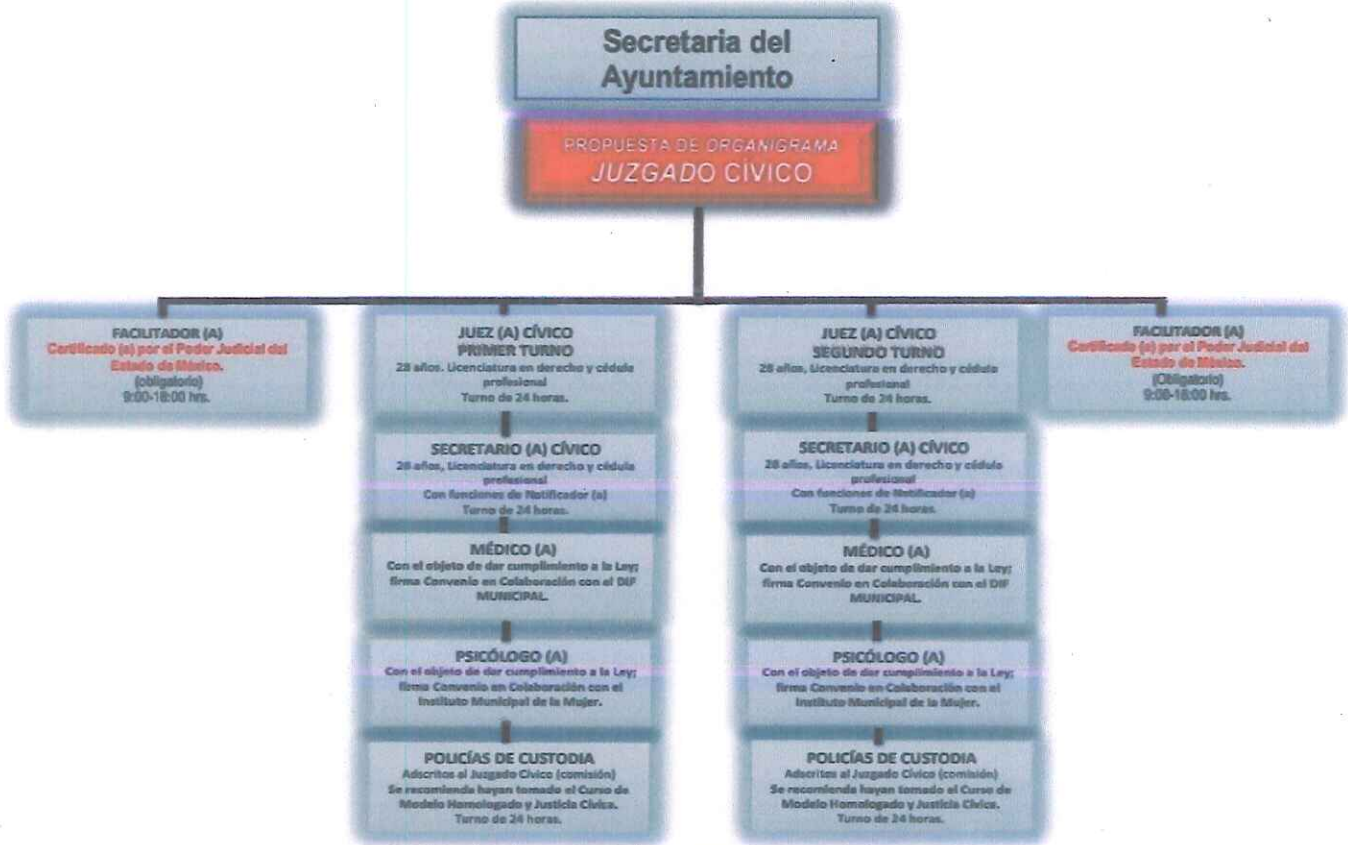 Secretaria del
Ayuntamiento
PROPUESTA DE ORGANIGRAMA
JUZGADO CÍVICO
FACILITADOR (A)
Certificado (a) por el Poder Judicial del
Estado de México.
(obligatorio)
9:00-18:00 hrs.
JUEZ (A) CÍVICO
PRIMER TURNO
28 años. Licenciatura en derecho y cédula
profesional
Turno de 24 horas.
SECRETARIO (A) CÍVICO
28 años, Licenciatura en derecho y cédula
profesional
Con funciones de Notificador (a)
Turno de 24 horas.
MÉDICO (A)
Con el objeto de dar cumplimiento a la Ley;
firma Convenio en Colaboración con el DIF
MUNICIPAL.
PSICÓLOGO (A)
Con el objeto de dar cumplimiento a la Ley;
firma Convenio en Colaboración con el
Instituto Municipal de la Mujer.
POLICÍAS DE CUSTODIA
Adscritos al Juzgado Cívico (comisión)
Se recomienda hayan tomado el Curso de
Modelo Homologado y Justicia Cívica.
Turno de 24 horas.
JUEZ (A) CÍVICO
SEGUNDO TURNO
28 años, Licenciatura en derecho y cédula
profesional
Turno de 24 horas.
SECRETARIO (A) CÍVICO
28 años, Licenciatura en derecho y cédula
profesional
Con funciones de Notificador (a)
Turno de 24 horas.
MÉDICO (A)
Con el objeto de dar cumplimiento a la Ley;
firma Convenio en Colaboración con el DIF
MUNICIPAL.
PSICÓLOGO (A)
Con el objeto de dar cumplimiento a la Ley;
firma Convenio en Colaboración con el
Instituto Municipal de la Mujer.
POLICÍAS DE CUSTODIA
Adscritos al Juzgado Cívico (comisión)
Se recomienda hayan tomado el Curso de
Modelo Homologado y Justicia Cívica.
Turno de 24 horas.
FACILITADOR (A)
Certificado (a) por el Poder Judicial del
Estado de México.
(Obligatorio)
9:00-18:00 hrs.